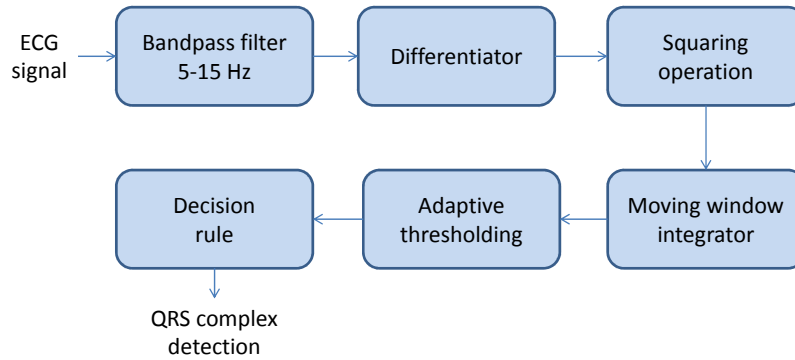 ECG
signal
Bandpass filter
5-15 Hz
Differentiator
Squaring
operation
Moving window
integrator
Adaptive
thresholding
Decision
rule
QRS complex
detection